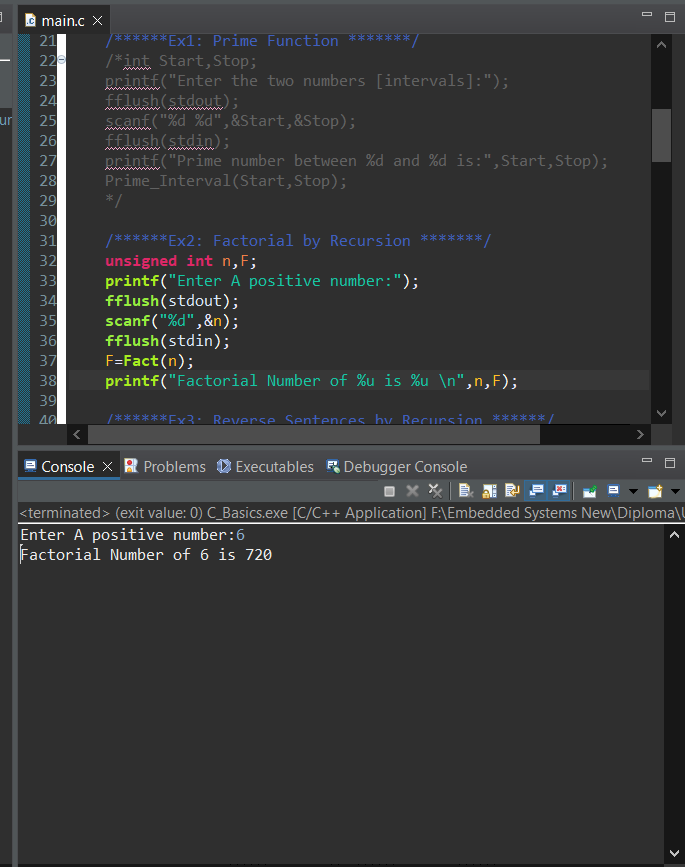 main.c
21 /******Ex1: Prime Function *******/
22 /*int Start,Stop;
23 printf("Enter the two numbers [intervals]:");
24 fflush(stdout);
25 scanf("%d %d",&Start,&Stop);
26 fflush(stdin);
27 printf("Prime number between %d and %d is:",Start,Stop);
28 Prime_Interval(Start,Stop);
29 */
30
31 /******Ex2: Factorial by Recursion *******/
32 unsigned int n,F;
33 printf("Enter A positive number:");
34 fflush(stdout);
35 scanf("%d",&n);
36 fflush(stdin);
37 F=Fact(n);
38 printf("Factorial Number of %u is %u \n",n,F);
39
40 /******Ex3: Reverse Sentences by Recursion ******/
ur
Console Problems Executables Debugger Console
<terminated> (exit value: 0) C_Basics.exe [C/C++ Application] F:\Embedded Systems New\Diploma\U
Enter A positive number:6
Factorial Number of 6 is 720